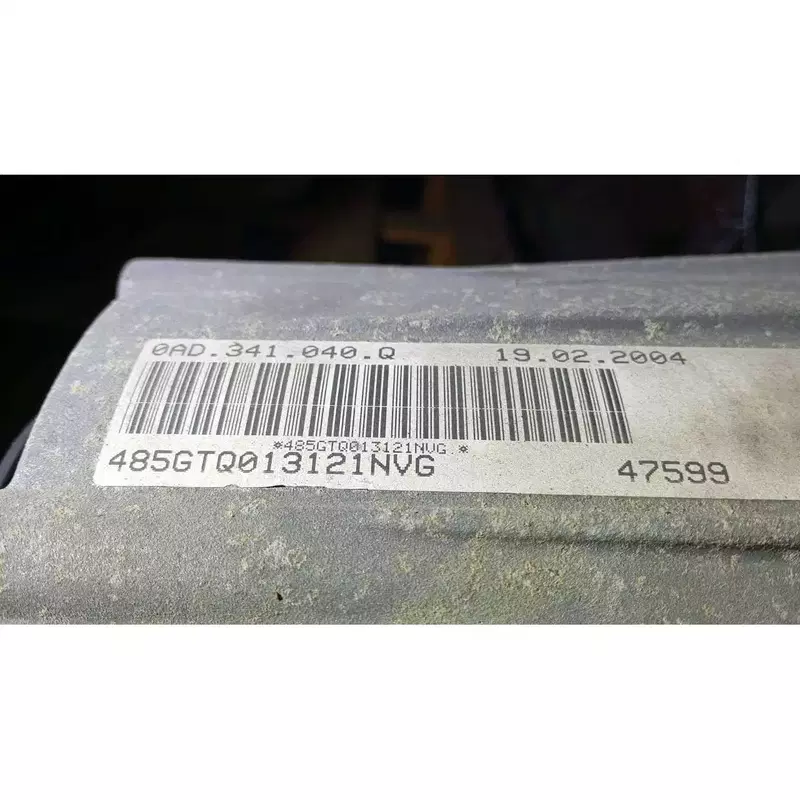 0AD.341.040.Q 19.02.2004
*485GTQ013121NVG *
485GTQ013121NVG 47599